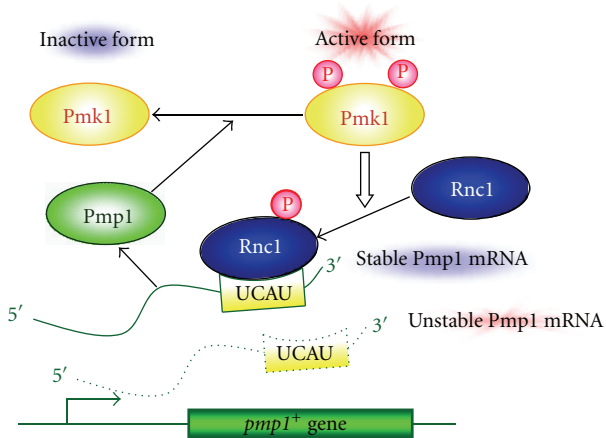 Inactive form
Active form
P
P
Pmk1
Pmk1
Rnc1
P
Pmp1
Rnc1
Stable Pmp1 mRNA
3′
UCAU
5′
Unstable Pmp1 mRNA
3′
UCAU
5′
pmp1+ gene